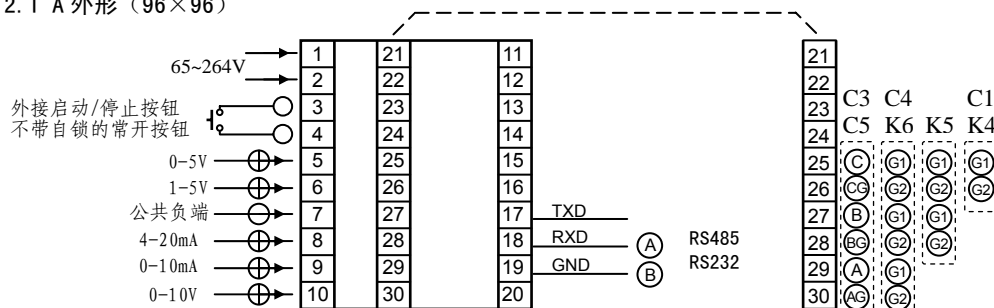 2.1 A 外形（96×96）
65~264V
外接启动/停止按钮
不带自锁的常开按钮
0-5V
1-5V
公共负端
4-20mA
0-10mA
0-10V
1 21 11 21
2 22 12 22
3 23 13 23
4 24 14 24
5 25 15 25
6 26 16 26
7 27 17 TXD 27
8 28 18 RXD 28
9 29 19 GND 29
10 30 20 30
A RS485
B RS232
C3 C4 C1
C5 K6 K5 K4
C G1 G1 G1
CG G2 G2 G2
B G1 G1
BG G2 G2
A G1
AG G2